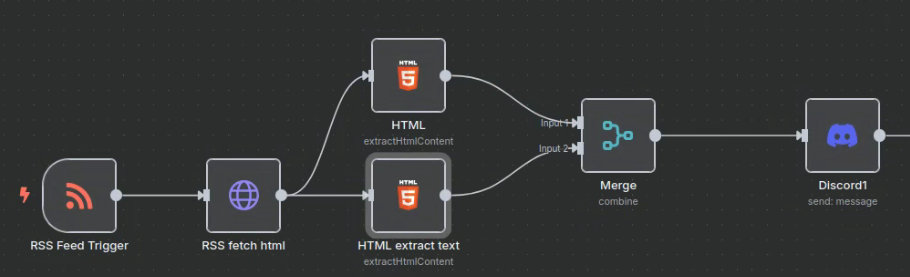 HTML
5
HTML
extractHtmlContent
Input 1
Input 2
Merge
combine
Discord1
send: message
RSS Feed Trigger
RSS fetch html
HTML
5
HTML extract text
extractHtmlContent